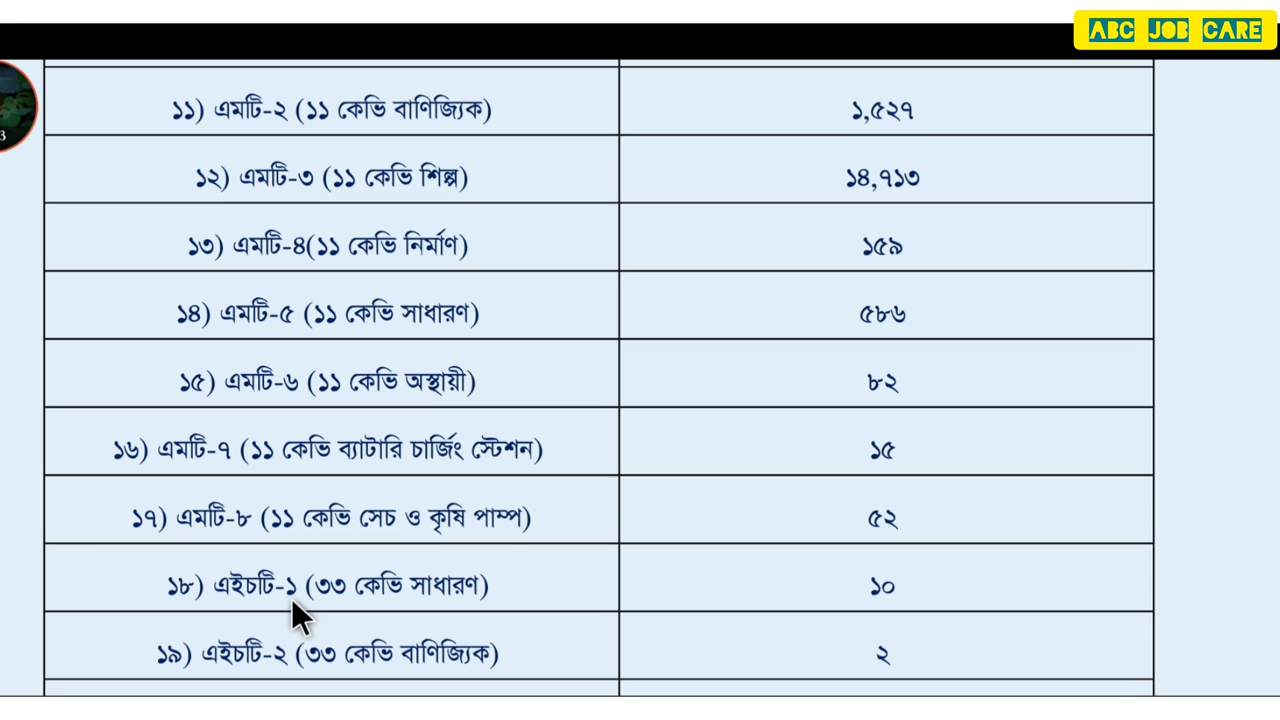 ABC JOB CARE
১১) এমটি-২ (১১ কেভি বাণিজ্যিক) ১,৫২৭
১২) এমটি-৩ (১১ কেভি শিল্প) ১৪,৭১৩
১৩) এমটি-৪(১১ কেভি নির্মাণ) ১৫৯
১৪) এমটি-৫ (১১ কেভি সাধারণ) ৫৮৬
১৫) এমটি-৬ (১১ কেভি অস্থায়ী) ৮২
১৬) এমটি-৭ (১১ কেভি ব্যাটারি চার্জিং স্টেশন) ১৫
১৭) এমটি-৮ (১১ কেভি সেচ ও কৃষি পাম্প) ৫২
১৮) এইচটি-১ (৩৩ কেভি সাধারণ) ১০
১৯) এইচটি-২ (৩৩ কেভি বাণিজ্যিক) ২
3